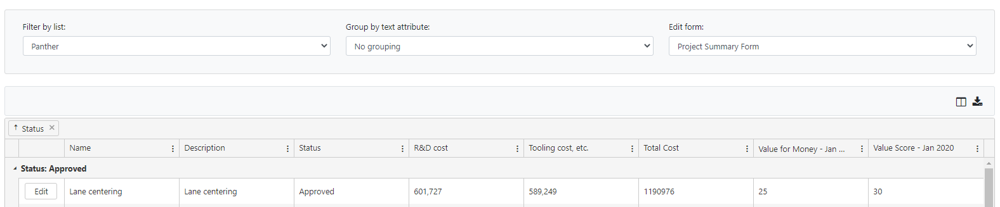 Filter by list: Group by text attribute: Edit form:
Panther No grouping Project Summary Form
↑ Status ×
Name Description Status R&D cost Tooling cost, etc. Total Cost Value for Money - Jan ... Value Score - Jan 2020
Status: Approved
Edit Lane centering Lane centering Approved 601,727 589,249 1190976 25 30